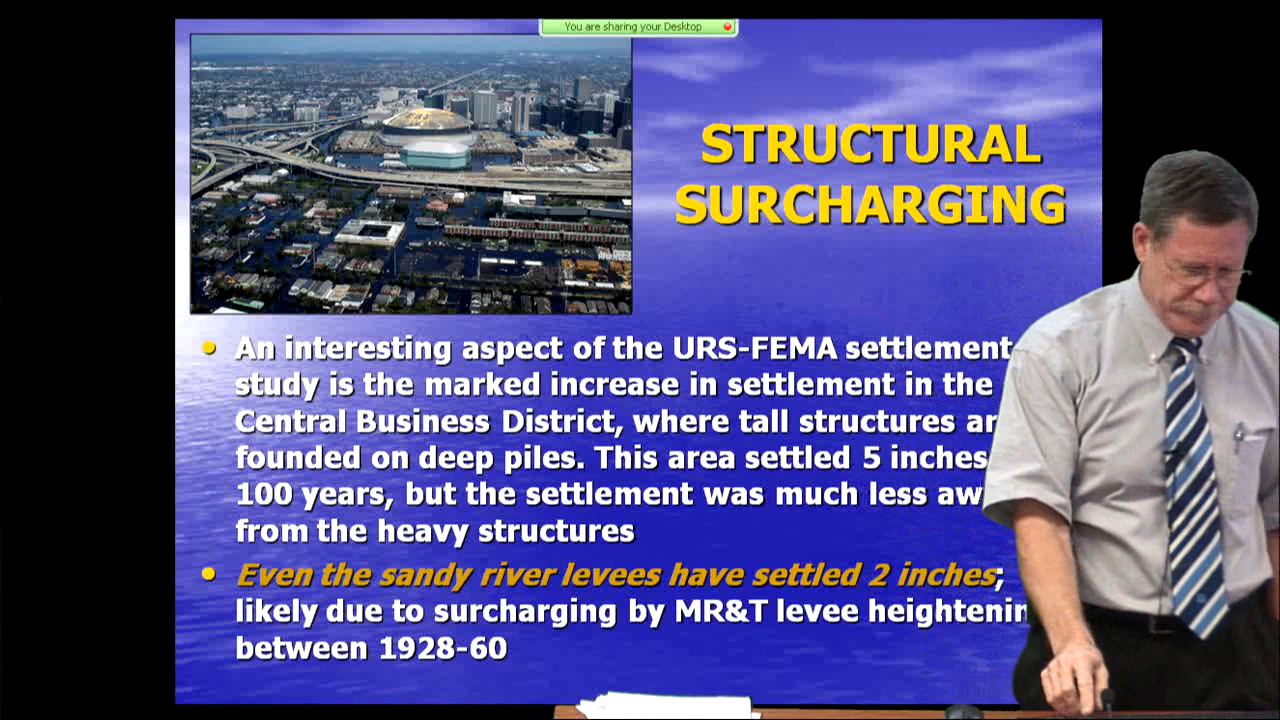 You are sharing your Desktop
STRUCTURAL
SURCHARGING
An interesting aspect of the URS-FEMA settlement
study is the marked increase in settlement in the
Central Business District, where tall structures
founded on deep piles. This area settled 5 inches
100 years, but the settlement was much less
from the heavy structures
Even the sandy river levees have settled 2 inches;
likely due to surcharging by MR&T levee
between 1928-60